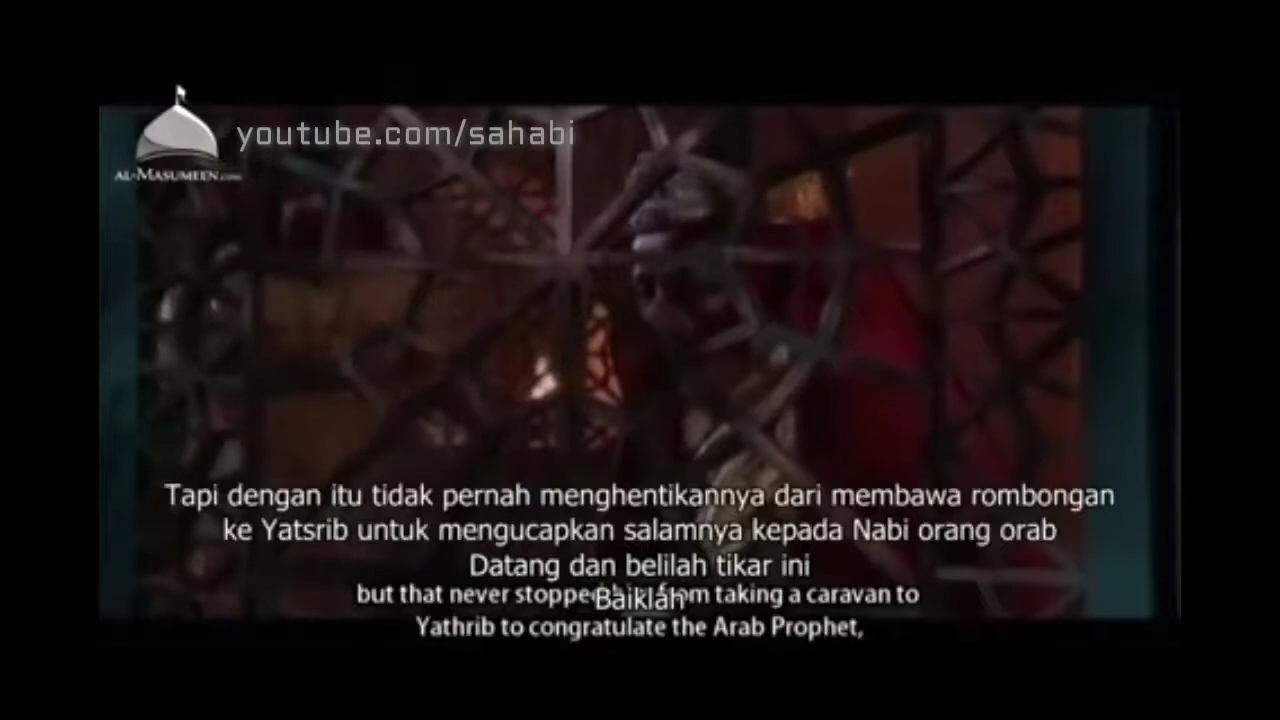 youtube.com/sahabi
AL-MASUMEEN.COM
Tapi dengan itu tidak pernah menghentikannya dari membawa rombongan
ke Yatsrib untuk mengucapkan salamnya kepada Nabi orang orab
Datang dan belilah tikar ini
Baiklah
but that never stopped from taking a caravan to
Yathrib to congratulate the Arab Prophet,